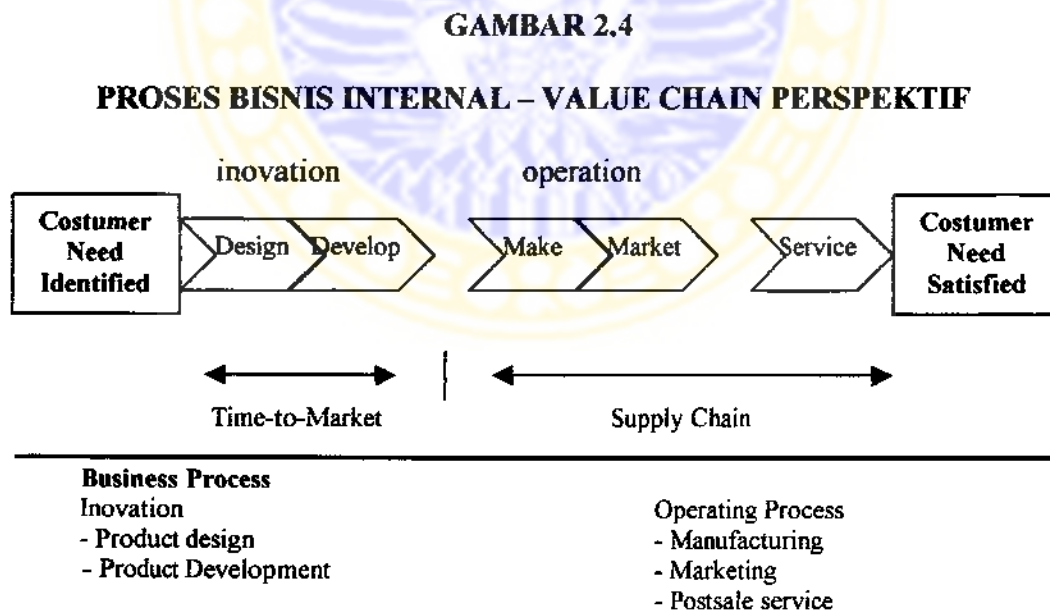 GAMBAR 2.4
PROSES BISNIS INTERNAL – VALUE CHAIN PERSPEKTIF
inovation
operation
Costumer
Need
Identified
Design
Develop
Make
Market
Service
Costumer
Need
Satisfied
Time-to-Market
Supply Chain
Business Process
Inovation
- Product design
- Product Development
Operating Process
- Manufacturing
- Marketing
- Postsale service